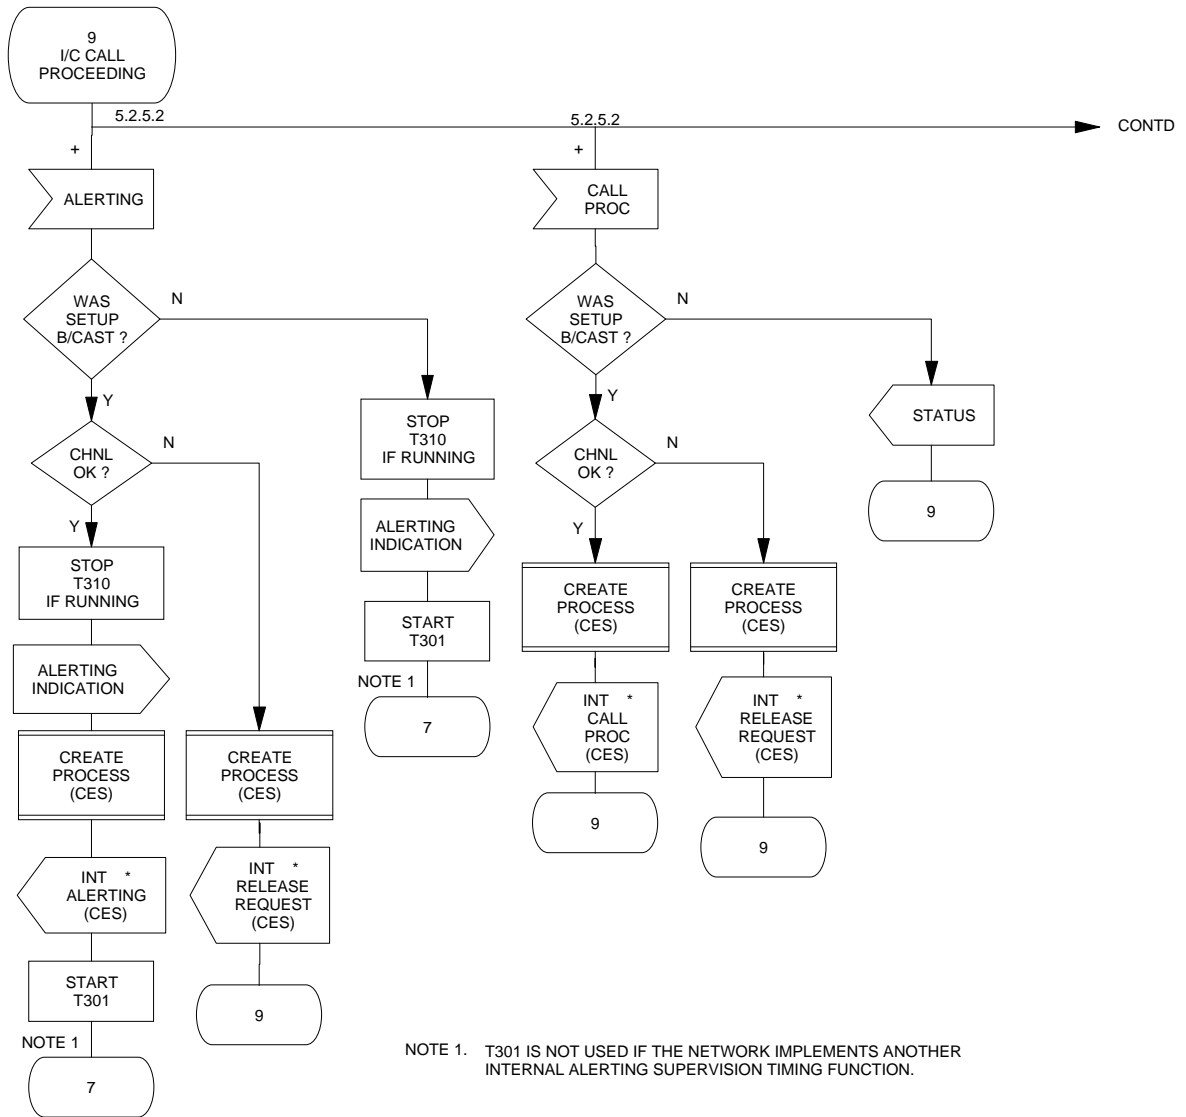 9
I/C CALL
PROCEEDING
5.2.5.2
5.2.5.2
CONTD
+
ALERTING
WAS
SETUP
B/CAST ?
N
Y
CHNL
OK ?
N
Y
STOP
T310
IF RUNNING
ALERTING
INDICATION
CREATE
PROCESS
(CES)
INT *
ALERTING
(CES)
START
T301
NOTE 1
7
CREATE
PROCESS
(CES)
INT *
RELEASE
REQUEST
(CES)
9
STOP
T310
IF RUNNING
ALERTING
INDICATION
START
T301
NOTE 1
7
+
CALL
PROC
WAS
SETUP
B/CAST ?
N
Y
CHNL
OK ?
N
Y
CREATE
PROCESS
(CES)
INT *
CALL
PROC
(CES)
9
CREATE
PROCESS
(CES)
INT *
RELEASE
REQUEST
(CES)
9
STATUS
9
NOTE 1. T301 IS NOT USED IF THE NETWORK IMPLEMENTS ANOTHER
INTERNAL ALERTING SUPERVISION TIMING FUNCTION.